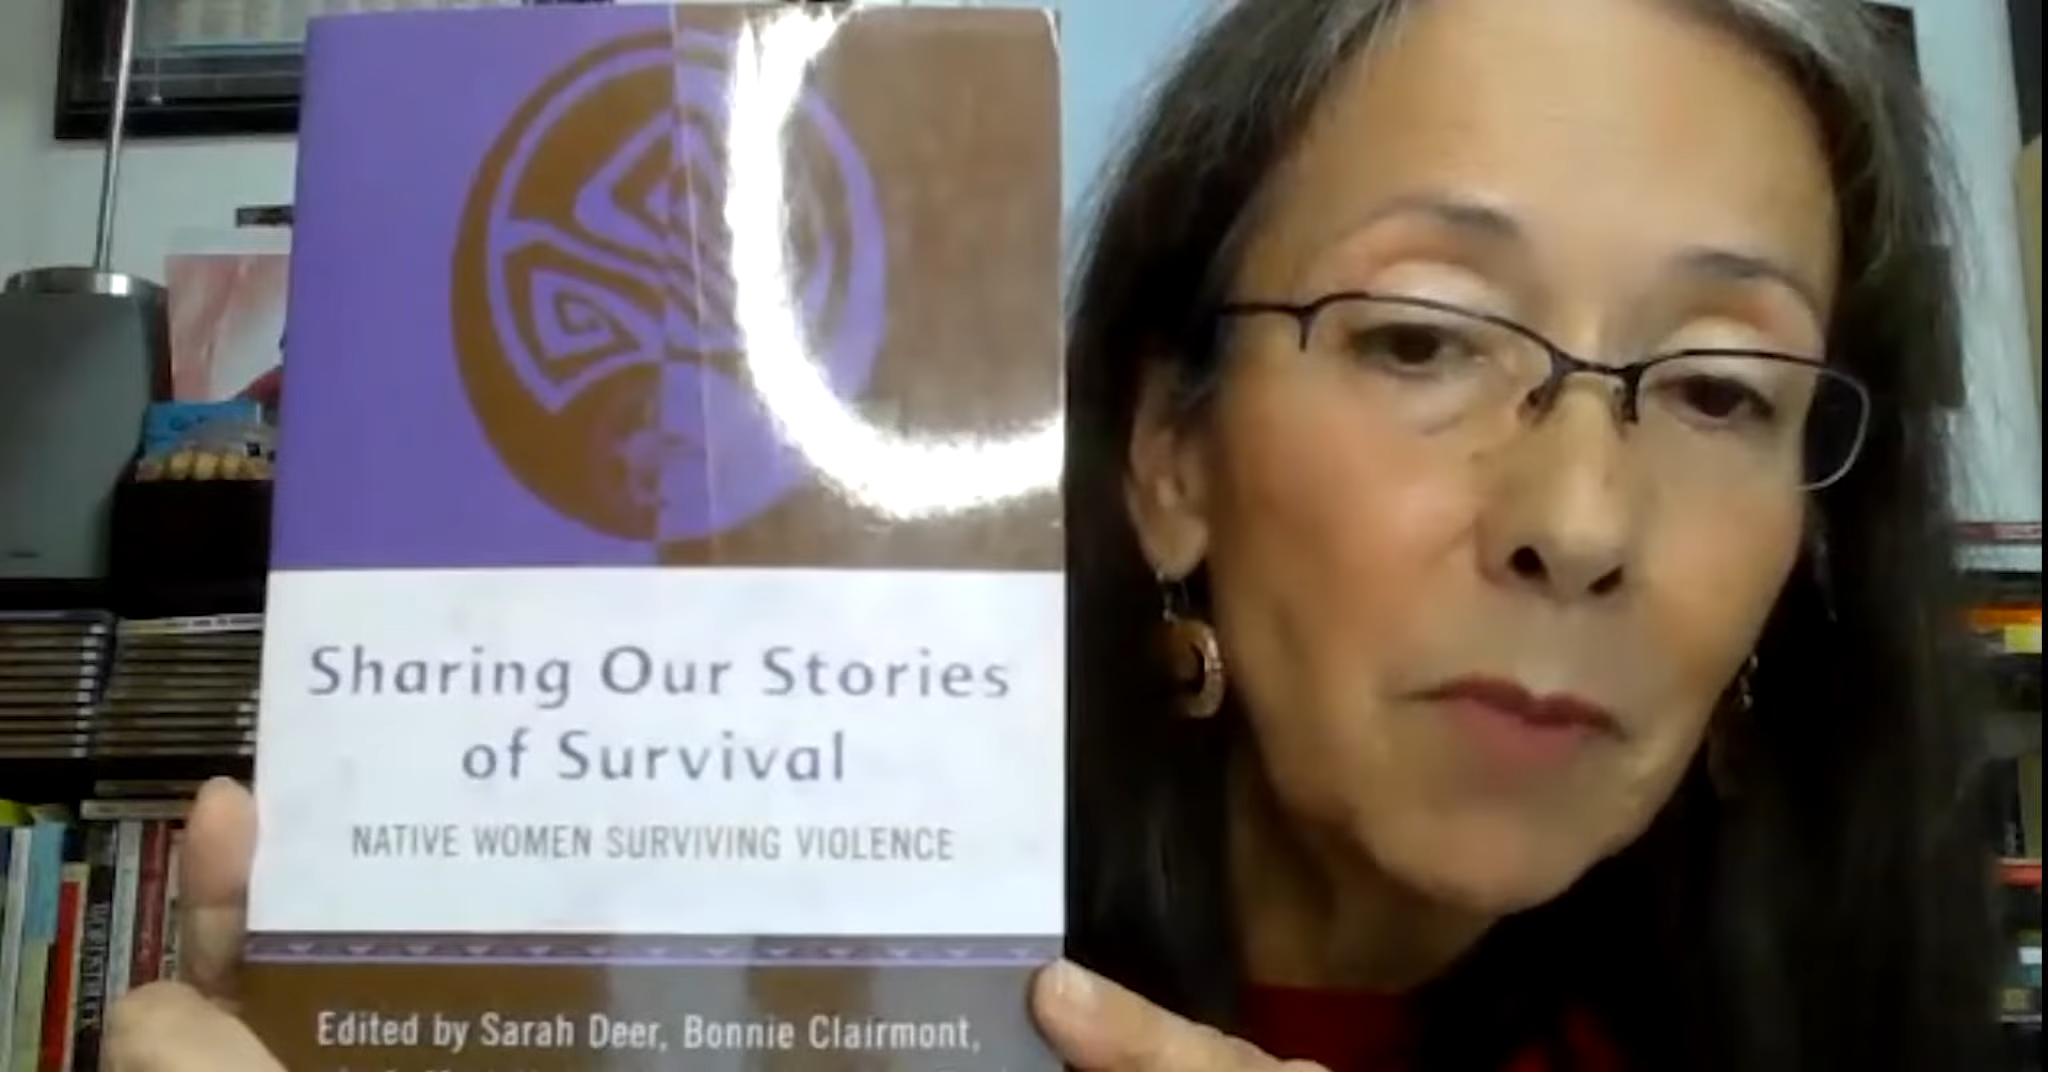 Sharing Our Stories
of Survival
NATIVE WOMEN SURVIVING VIOLENCE
Edited by Sarah Deer, Bonnie Clairmont,